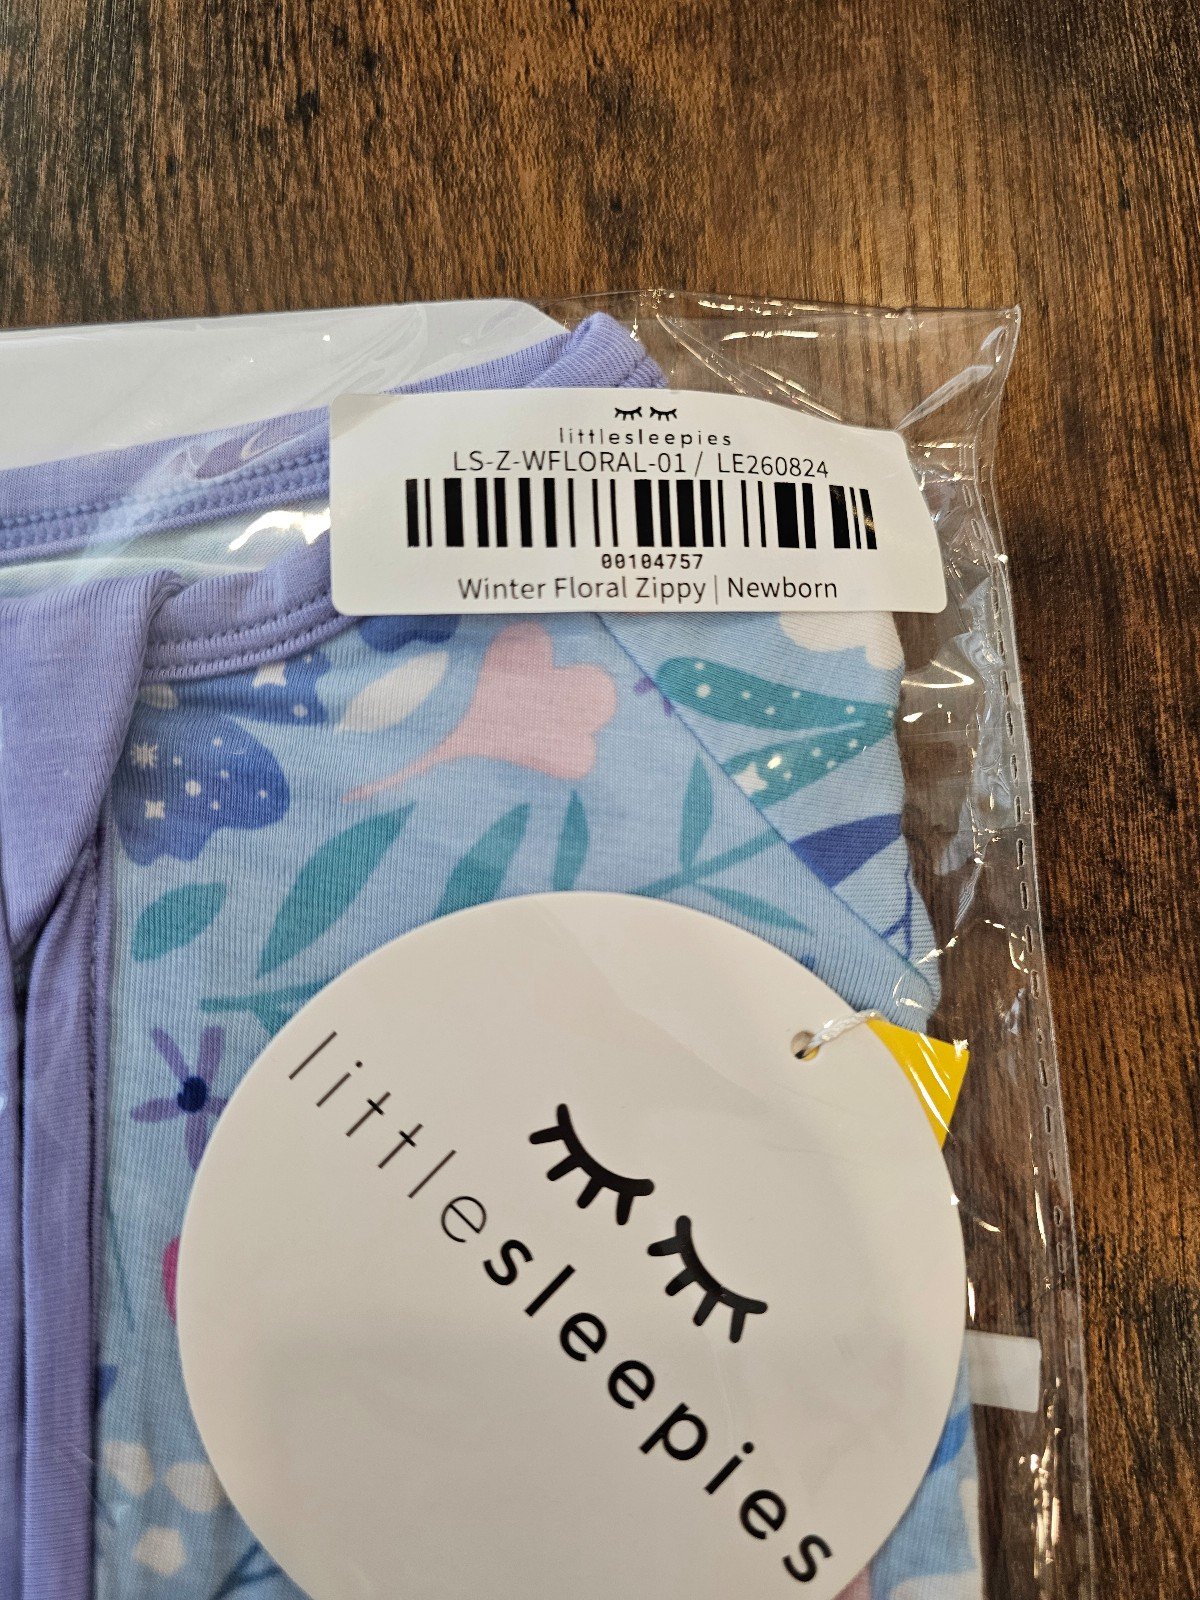 littlesleepies
LS-Z-WFLORAL-01 / LE260824
00104757
Winter Floral Zippy | Newborn
littlesleepies